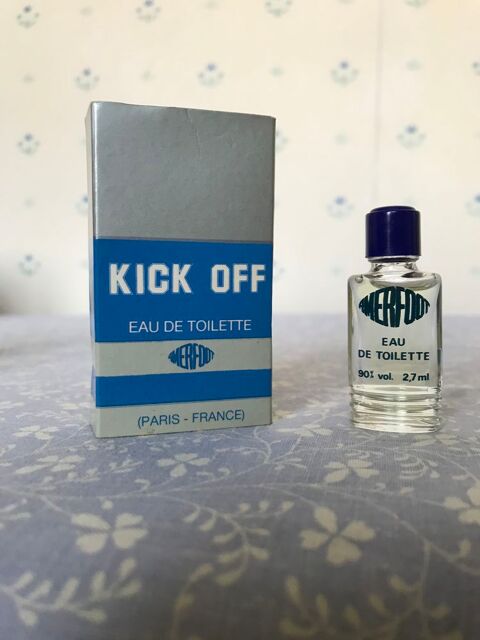 KICK OFF
EAU DE TOILETTE
AMERFOOT
(PARIS - FRANCE)
AMERFOOT
EAU
DE TOILETTE
90% vol. 2,7 ml